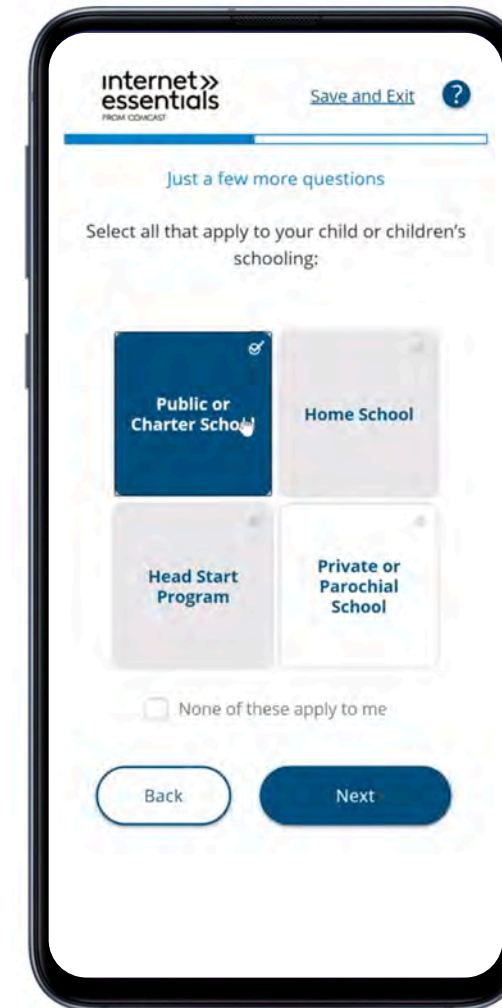 ınternet»
essentıals
FROM COMCAST
Save and Exit
?
Just a few more questions
Select all that apply to your child or children's
schooling:
Public or
Charter School
Home School
Head Start
Program
Private or
Parochial
School
None of these apply to me
Back
Next